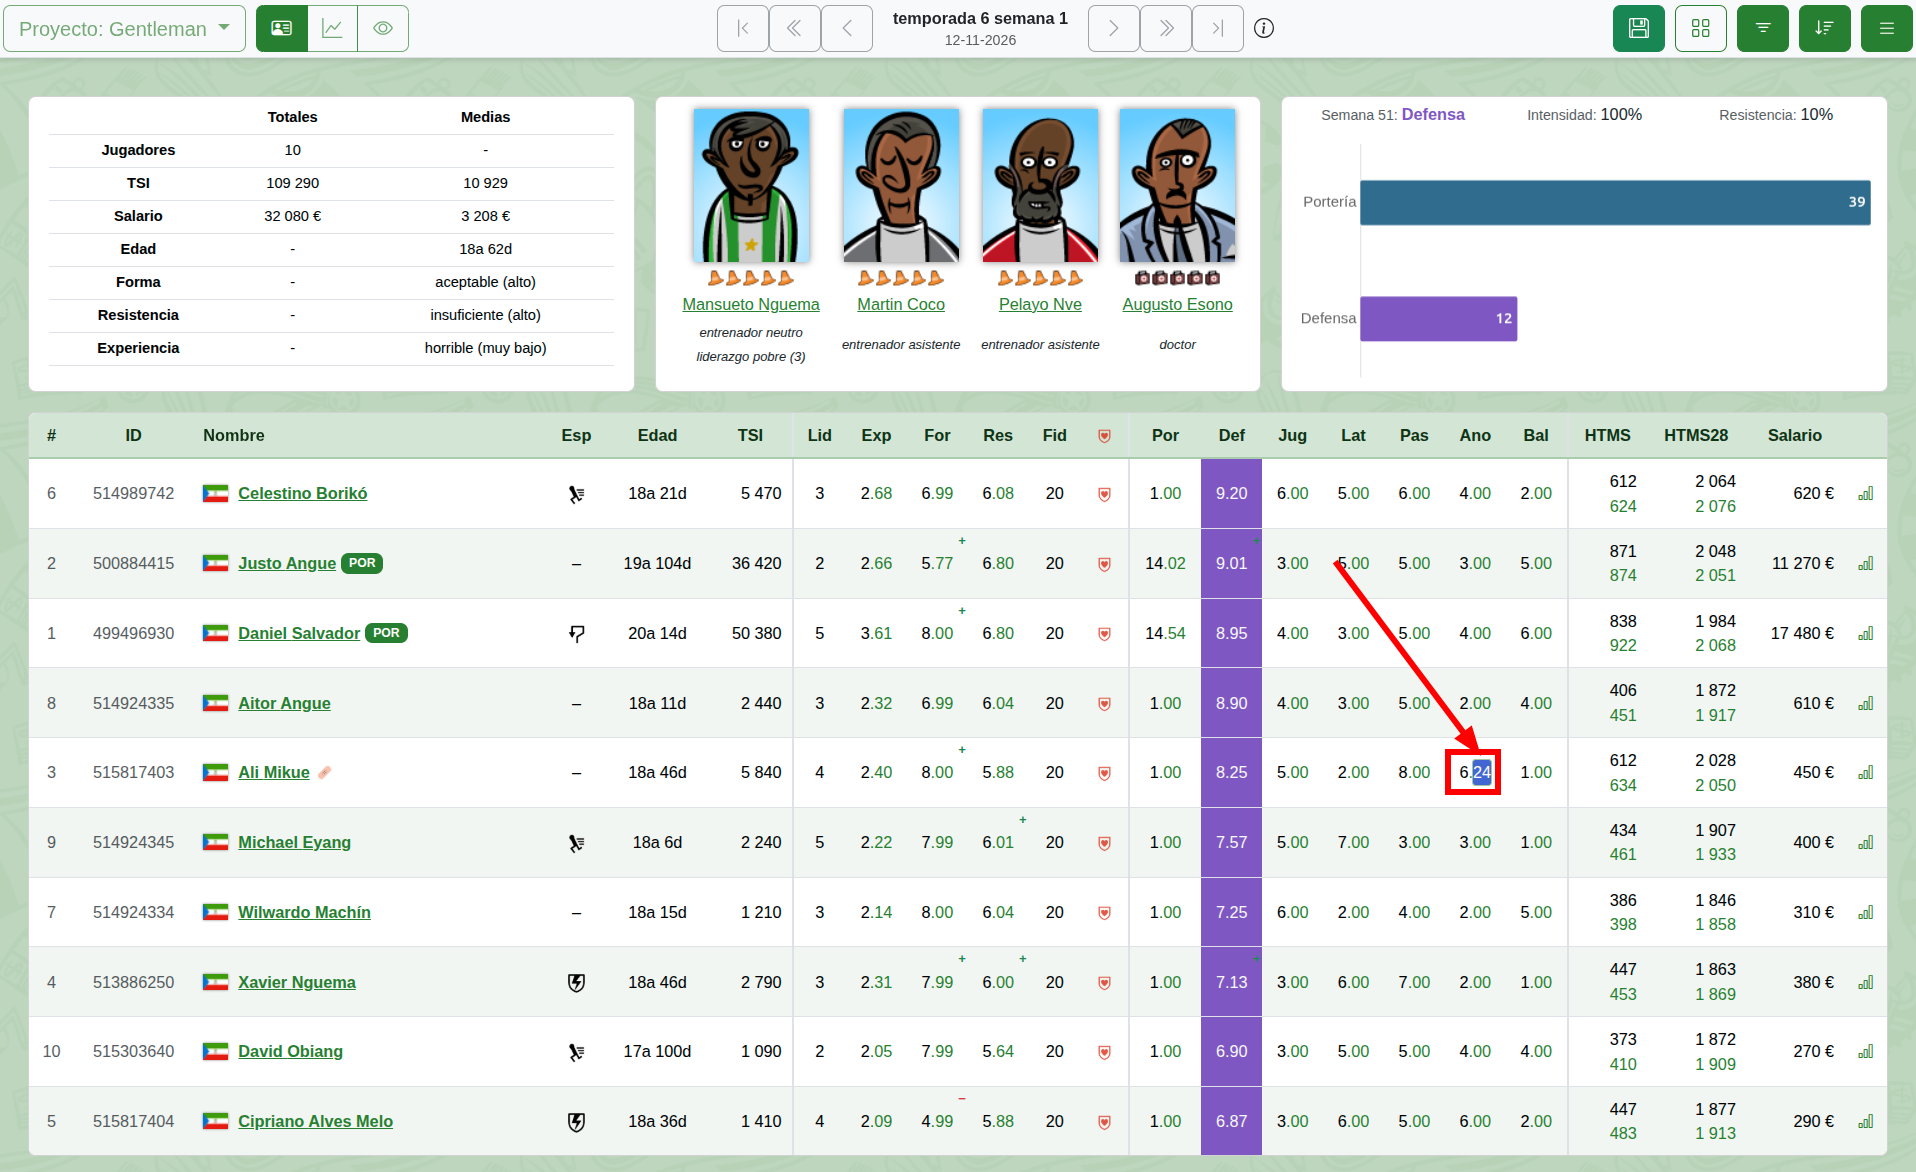 Proyecto: Gentleman
temporada 6 semana 1
12-11-2026
Totales Medias
Jugadores 10 -
TSI 109 290 10 929
Salario 32 080 € 3 208 €
Edad - 18a 62d
Forma - aceptable (alto)
Resistencia - insuficiente (alto)
Experiencia - horrible (muy bajo)
Mansueto Nguema
entrenador neutro
liderazgo pobre (3)
Martin Coco
entrenador asistente
Pelayo Nve
entrenador asistente
Augusto Esono
doctor
Semana 51: Defensa Intensidad: 100% Resistencia: 10%
Portería 39
Defensa 12
# ID Nombre Esp Edad TSI Lid Exp For Res Fid Por Def Jug Lat Pas Ano Bal HTMS HTMS28 Salario
6 514989742 Celestino Borikó 18a 21d 5 470 3 2.68 6.99 6.08 20 1.00 9.20 6.00 5.00 6.00 4.00 2.00 612 2 064 620 €
624 2 076
+ +
2 500884415 Justo Angue POR – 19a 104d 36 420 2 2.66 5.77 6.80 20 14.02 9.01 3.00 5.00 5.00 3.00 5.00 871 2 048 11 270 €
874 2 051
+
1 499496930 Daniel Salvador POR 20a 14d 50 380 5 3.61 8.00 6.80 20 14.54 8.95 4.00 3.00 5.00 4.00 6.00 838 1 984 17 480 €
922 2 068
8 514924335 Aitor Angue – 18a 11d 2 440 3 2.32 6.99 6.04 20 1.00 8.90 4.00 3.00 5.00 2.00 4.00 406 1 872 610 €
451 1 917
+
3 515817403 Ali Mikue – 18a 46d 5 840 4 2.40 8.00 5.88 20 1.00 8.25 5.00 2.00 8.00 6.24 1.00 612 2 028 450 €
634 2 050
+
9 514924345 Michael Eyang 18a 6d 2 240 5 2.22 7.99 6.01 20 1.00 7.57 5.00 7.00 3.00 3.00 1.00 434 1 907 400 €
461 1 933
7 514924334 Wilwardo Machín – 18a 15d 1 210 3 2.14 8.00 6.04 20 1.00 7.25 6.00 2.00 4.00 2.00 5.00 386 1 846 310 €
398 1 858
+ + +
4 513886250 Xavier Nguema 18a 46d 2 790 3 2.31 7.99 6.00 20 1.00 7.13 3.00 6.00 7.00 2.00 1.00 447 1 863 380 €
453 1 869
10 515303640 David Obiang 17a 100d 1 090 2 2.05 7.99 5.64 20 1.00 6.90 3.00 5.00 5.00 4.00 4.00 373 1 872 270 €
410 1 909
–
5 515817404 Cipriano Alves Melo 18a 36d 1 410 4 2.09 4.99 5.88 20 1.00 6.87 3.00 6.00 5.00 6.00 2.00 447 1 877 290 €
483 1 913